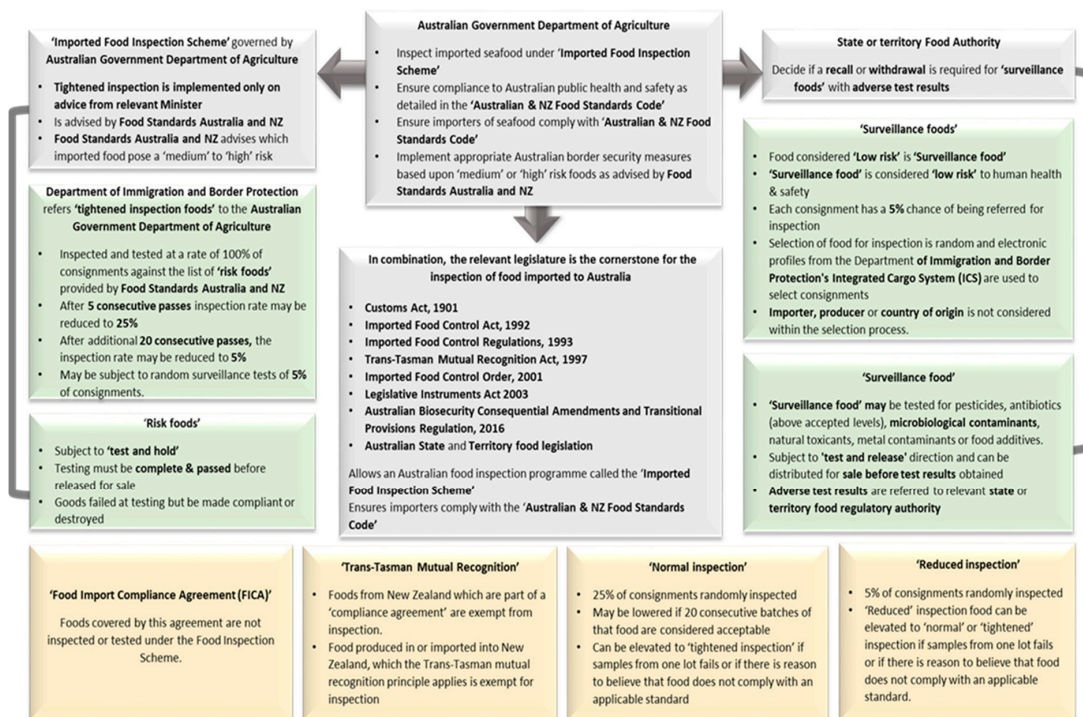 'Imported Food Inspection Scheme' governed by
Australian Government Department of Agriculture
• Tightened inspection is implemented only on
advice from relevant Minister
• Is advised by Food Standards Australia and NZ
• Food Standards Australia and NZ advises which
imported food pose a 'medium' to 'high' risk
Australian Government Department of Agriculture
• Inspect imported seafood under 'Imported Food Inspection
Scheme'
• Ensure compliance to Australian public health and safety as
detailed in the 'Australian & NZ Food Standards Code'
• Ensure importers of seafood comply with 'Australian & NZ Food
Standards Code'
• Implement appropriate Australian border security measures
based upon 'medium' or 'high' risk foods as advised by Food
Standards Australia and NZ
State or territory Food Authority
Decide if a recall or withdrawal is required for 'surveillance
foods' with adverse test results
Department of Immigration and Border Protection
refers 'tightened inspection foods' to the Australian
Government Department of Agriculture
• Inspected and tested at a rate of 100% of
consignments against the list of 'risk foods'
provided by Food Standards Australia and NZ
• After 5 consecutive passes inspection rate may be
reduced to 25%
• After additional 20 consecutive passes, the
inspection rate may be reduced to 5%
• May be subject to random surveillance tests of 5%
of consignments.
'Risk foods'
• Subject to 'test and hold'
• Testing must be complete & passed before
released for sale
• Goods failed at testing but be made compliant or
destroyed
In combination, the relevant legislature is the cornerstone for the
inspection of food imported to Australia
• Customs Act, 1901
• Imported Food Control Act, 1992
• Imported Food Control Regulations, 1993
• Trans-Tasman Mutual Recognition Act, 1997
• Imported Food Control Order, 2001
• Legislative Instruments Act 2003
• Australian Biosecurity Consequential Amendments and Transitional
Provisions Regulation, 2016
• Australian State and Territory food legislation
Allows an Australian food inspection programme called the 'Imported
Food Inspection Scheme'
Ensures importers comply with the 'Australian & NZ Food Standards
Code'
'Surveillance foods'
• Food considered 'Low risk' is 'Surveillance food'
• 'Surveillance food' is considered 'low risk' to human health
& safety
• Each consignment has a 5% chance of being referred for
inspection
• Selection of food for inspection is random and electronic
profiles from the Department of Immigration and Border
Protection's Integrated Cargo System (ICS) are used to
select consignments
• Importer, producer or country of origin is not considered
within the selection process.
'Surveillance food'
• 'Surveillance food' may be tested for pesticides, antibiotics
(above accepted levels), microbiological contaminants,
natural toxicants, metal contaminants or food additives.
• Subject to 'test and release' direction and can be
distributed for sale before test results obtained
• Adverse test results are referred to relevant state or
territory food regulatory authority
'Food Import Compliance Agreement (FICA)'
Foods covered by this agreement are not
inspected or tested under the Food Inspection
Scheme.
'Trans-Tasman Mutual Recognition'
• Foods from New Zealand which are part of a
'compliance agreement' are exempt from
inspection.
• Food produced in or imported into New
Zealand, which the Trans-Tasman mutual
recognition principle applies is exempt for
inspection
'Normal inspection'
• 25% of consignments randomly inspected
• May be lowered if 20 consecutive batches of
that food are considered acceptable
• Can be elevated to 'tightened inspection' if
samples from one lot fails or if there is reason
to believe that food does not comply with an
applicable standard
'Reduced inspection'
• 5% of consignments randomly inspected
• 'Reduced' inspection food can be
elevated to 'normal' or 'tightened'
inspection if samples from one lot fails
or if there is reason to believe that food
does not comply with an applicable
standard.